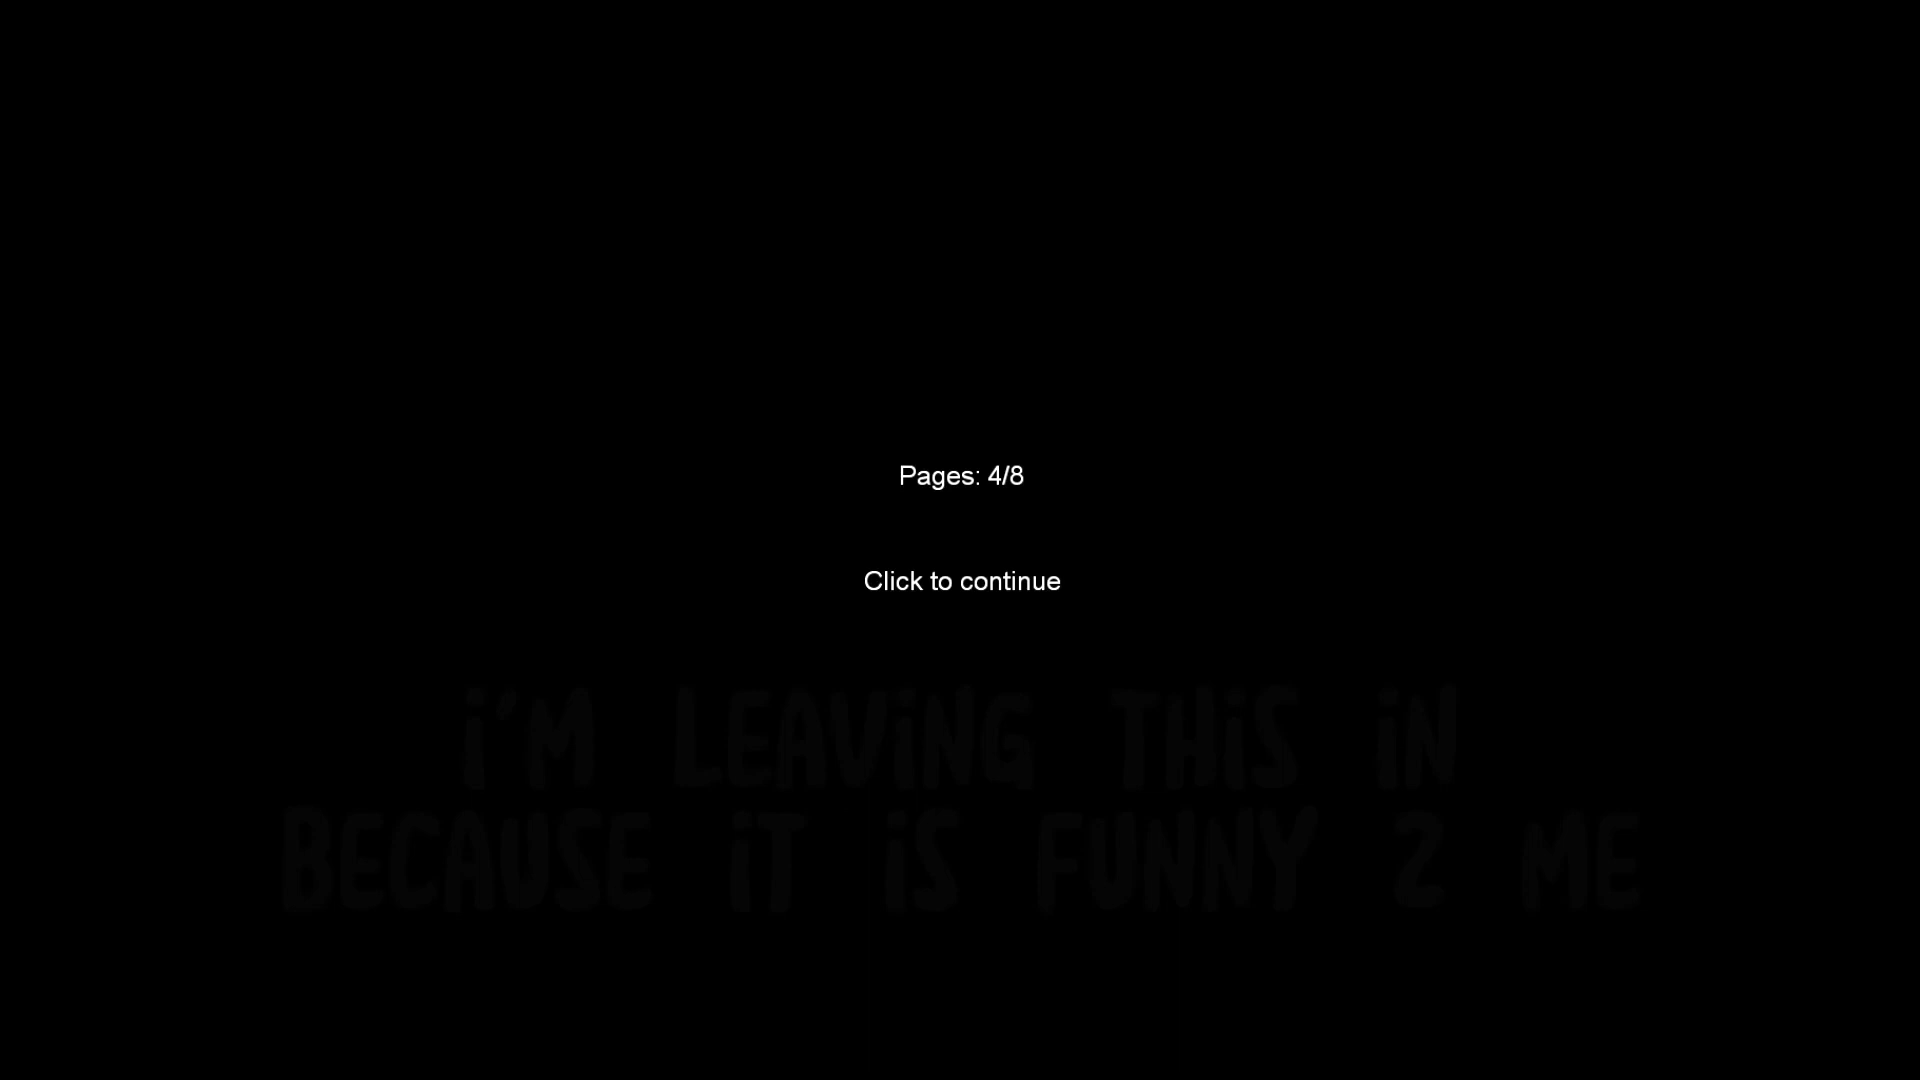 Pages: 4/8
Click to continue
i'M LEAViNG THiS iN
BECAUSE iT iS FUNNY 2 ME